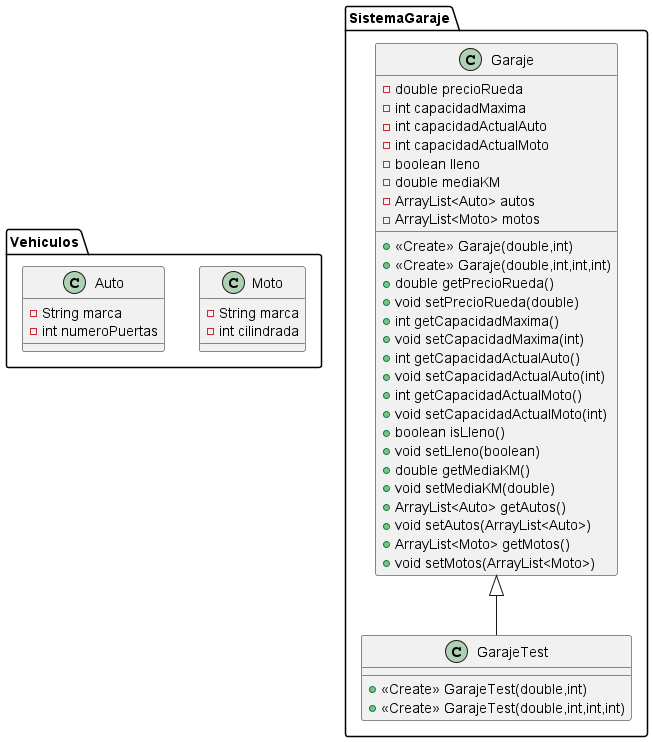 Vehiculos
C Auto
String marca
int numeroPuertas
C Moto
String marca
int cilindrada
SistemaGaraje
C Garaje
double precioRueda
int capacidadMaxima
int capacidadActualAuto
int capacidadActualMoto
boolean lleno
double mediaKM
ArrayList<Auto> autos
ArrayList<Moto> motos
«Create» Garaje(double,int)
«Create» Garaje(double,int,int,int)
double getPrecioRueda()
void setPrecioRueda(double)
int getCapacidadMaxima()
void setCapacidadMaxima(int)
int getCapacidadActualAuto()
void setCapacidadActualAuto(int)
int getCapacidadActualMoto()
void setCapacidadActualMoto(int)
boolean isLleno()
void setLleno(boolean)
double getMediaKM()
void setMediaKM(double)
ArrayList<Auto> getAutos()
void setAutos(ArrayList<Auto>)
ArrayList<Moto> getMotos()
void setMotos(ArrayList<Moto>)
C GarajeTest
«Create» GarajeTest(double,int)
«Create» GarajeTest(double,int,int,int)